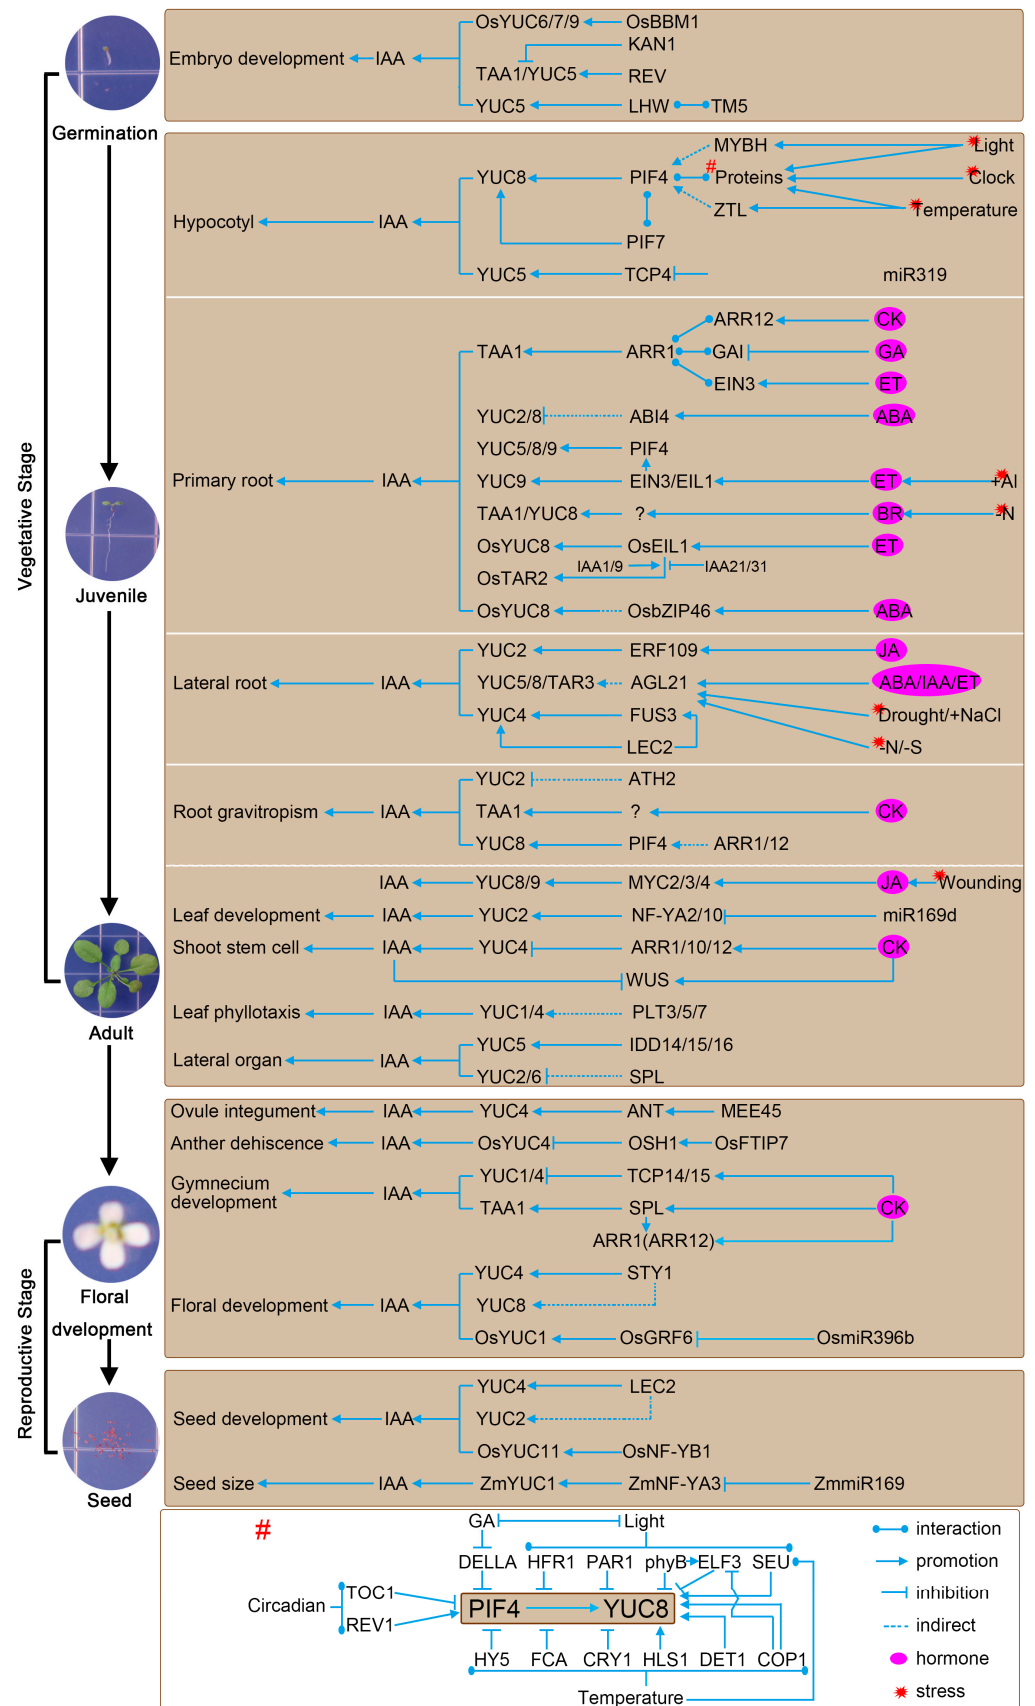 OsYUC6/7/9 OsBBM1
KAN1
Embryo development IAA
TAA1/YUC5 REV
YUC5 LHW TM5
Germination
MYBH Light
#
YUC8 PIF4 Proteins Clock
ZTL Temperature
Hypocotyl IAA
PIF7
YUC5 TCP4 miR319
ARR12 CK
TAA1 ARR1 GAI GA
EIN3 ET
YUC2/8 ABI4 ABA
YUC5/8/9 PIF4
Primary root IAA YUC9 EIN3/EIL1 ET +Al
TAA1/YUC8 ? BR -N
OsYUC8 OsEIL1 ET
IAA1/9 IAA21/31
OsTAR2
OsYUC8 OsbZIP46 ABA
Vegetative Stage
Juvenile
YUC2 ERF109 JA
Lateral root IAA YUC5/8/TAR3 AGL21 ABA/IAA/ET
YUC4 FUS3 Drought/+NaCl
LEC2 -N/-S
YUC2 ATH2
Root gravitropism IAA TAA1 ? CK
YUC8 PIF4 ARR1/12
IAA YUC8/9 MYC2/3/4 JA Wounding
Leaf development IAA YUC2 NF-YA2/10 miR169d
Shoot stem cell IAA YUC4 ARR1/10/12 CK
WUS
Leaf phyllotaxis IAA YUC1/4 PLT3/5/7
Adult
YUC5 IDD14/15/16
Lateral organ IAA
YUC2/6 SPL
Ovule integument IAA YUC4 ANT MEE45
Anther dehiscence IAA OsYUC4 OSH1 OsFTIP7
YUC1/4 TCP14/15
Gymnecium
development IAA
TAA1 SPL CK
ARR1(ARR12)
YUC4 STY1
Floral development IAA YUC8
OsYUC1 OsGRF6 OsmiR396b
Floral
dvelopment
Reproductive Stage
YUC4 LEC2
Seed development IAA YUC2
OsYUC11 OsNF-YB1
Seed size IAA ZmYUC1 ZmNF-YA3 ZmmiR169
Seed
#
GA Light
DELLA HFR1 PAR1 phyB ELF3 SEU
Circadian TOC1
REV1
PIF4 YUC8
HY5 FCA CRY1 HLS1 DET1 COP1
Temperature
interaction
promotion
inhibition
indirect
hormone
stress